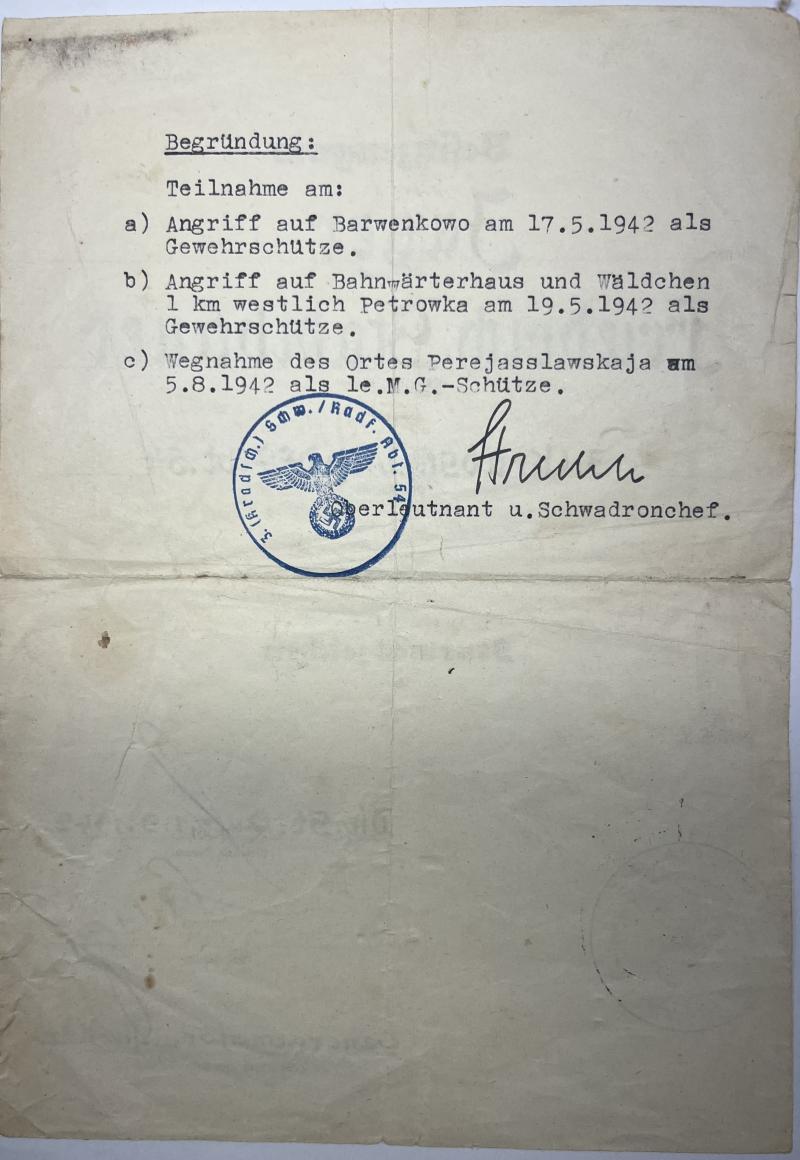 Begründung:
Teilnahme am:
a) Angriff auf Barwenkowo am 17.5.1942 als
Gewehrschütze.
b) Angriff auf Bahnwärterhaus und Wäldchen
1 km westlich Petrowka am 19.5.1942 als
Gewehrschütze.
c) Wegnahme des Ortes Perejasslawskaja am
5.8.1942 als le.M.G.-Schütze.
3. (Kradsch.) Schw. / Radf. Abt. 54
Oberleutnant u. Schwadronchef.